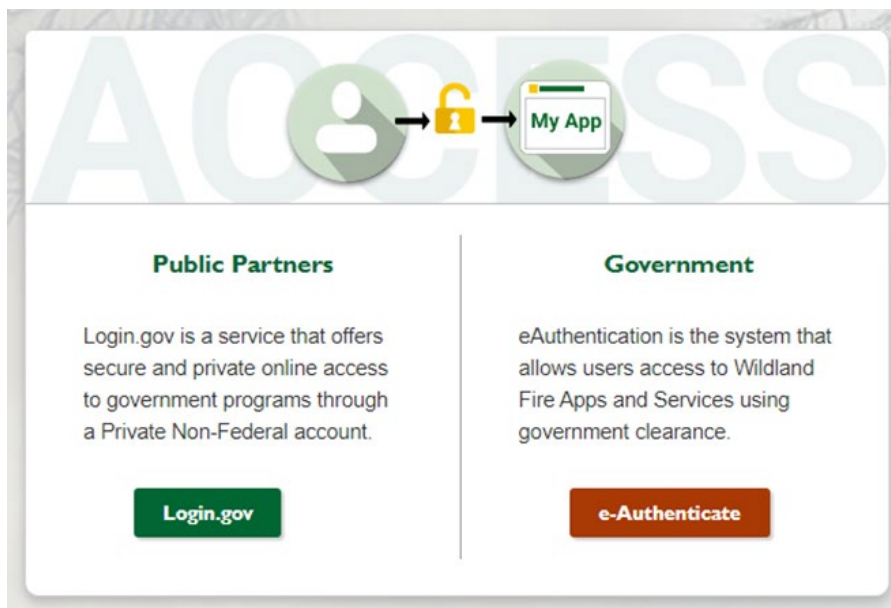 ACCESS
My App
Public Partners
Login.gov is a service that offers
secure and private online access
to government programs through
a Private Non-Federal account.
Login.gov
Government
eAuthentication is the system that
allows users access to Wildland
Fire Apps and Services using
government clearance.
e-Authenticate